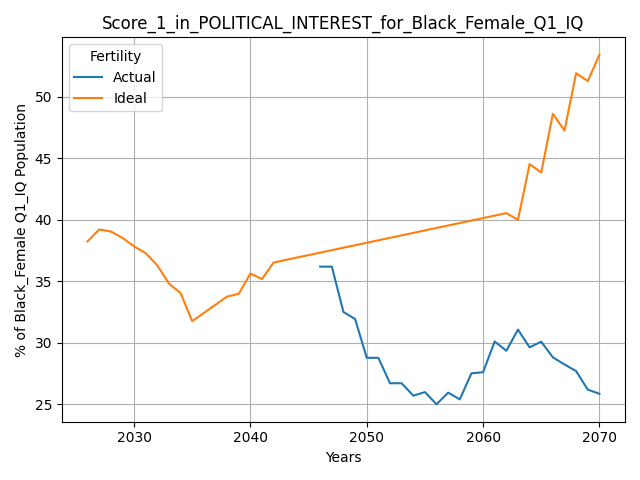 Score_1_in_POLITICAL_INTEREST_for_Black_Female_Q1_IQ
Fertility
Actual
Ideal
% of Black_Female Q1_IQ Population
50
45
40
35
30
25
2030
2040
2050
2060
2070
Years